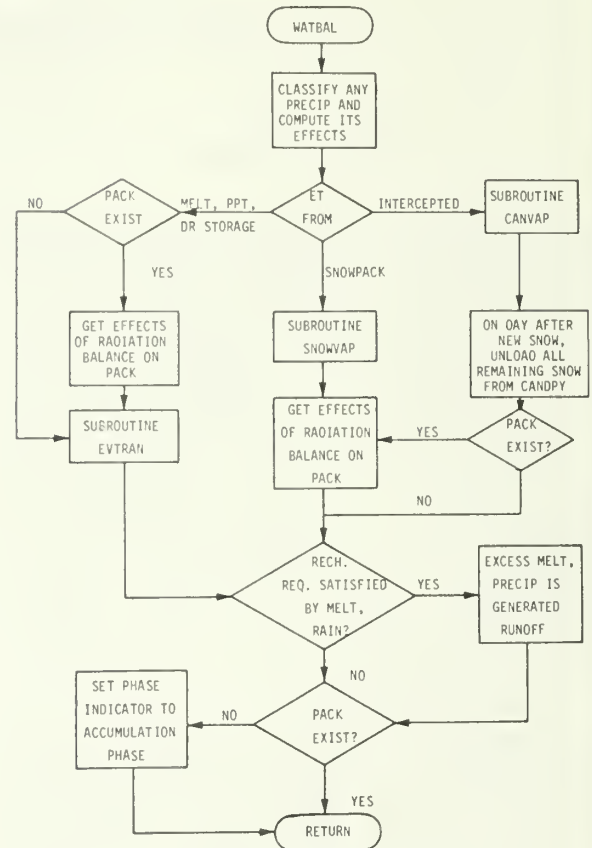 WATBAL
CLASSIFY ANY
PRECIP AND
COMPUTE ITS
EFFECTS
NO
PACK
EXIST
MELT, PPT,
DR STORAGE
ET
FROM
INTERCEPTED
SUBROUTINE
CANVAP
YES
SNOWPACK
GET EFFECTS
OF RADIATION
BALANCE ON
PACK
SUBROUTINE
SNOWVAP
ON DAY AFTER
NEW SNOW,
UNLOAD ALL
REMAINING SNOW
FROM CANDPY
SUBROUTINE
EVTRAN
GET EFFECTS
OF RADIATION
BALANCE ON
PACK
YES
PACK
EXIST?
NO
RECH.
REQ. SATISFIED
BY MELT,
RAIN?
YES
EXCESS MELT,
PRECIP IS
GENERATED
RUNOFF
NO
SET PHASE
INDICATOR TO
ACCUMULATION
PHASE
NO
PACK
EXIST?
YES
RETURN